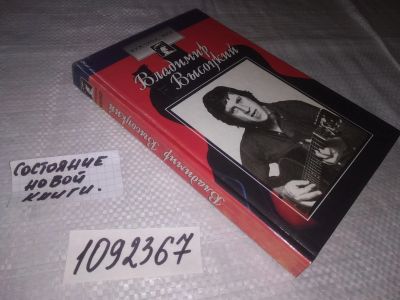 Владимир
Высоцкий
Владимир Высоцкий
СОСТОЯНИЕ
НОВОЙ
КНИГИ.
1092367